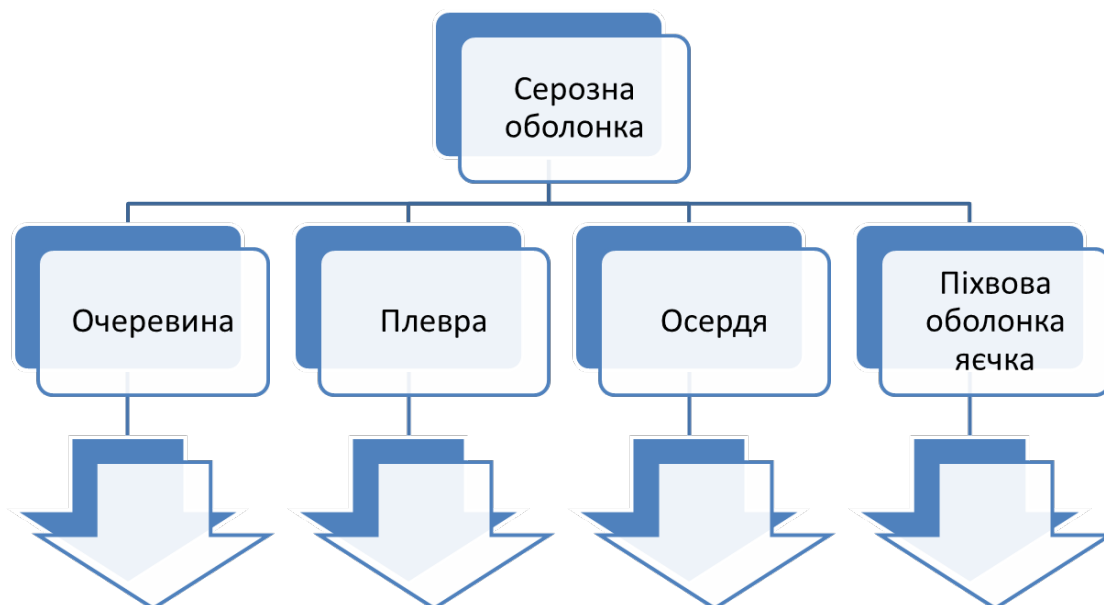 Серозна
оболонка
Очеревина
Плевра
Осердя
Піхвова
оболонка
яєчка